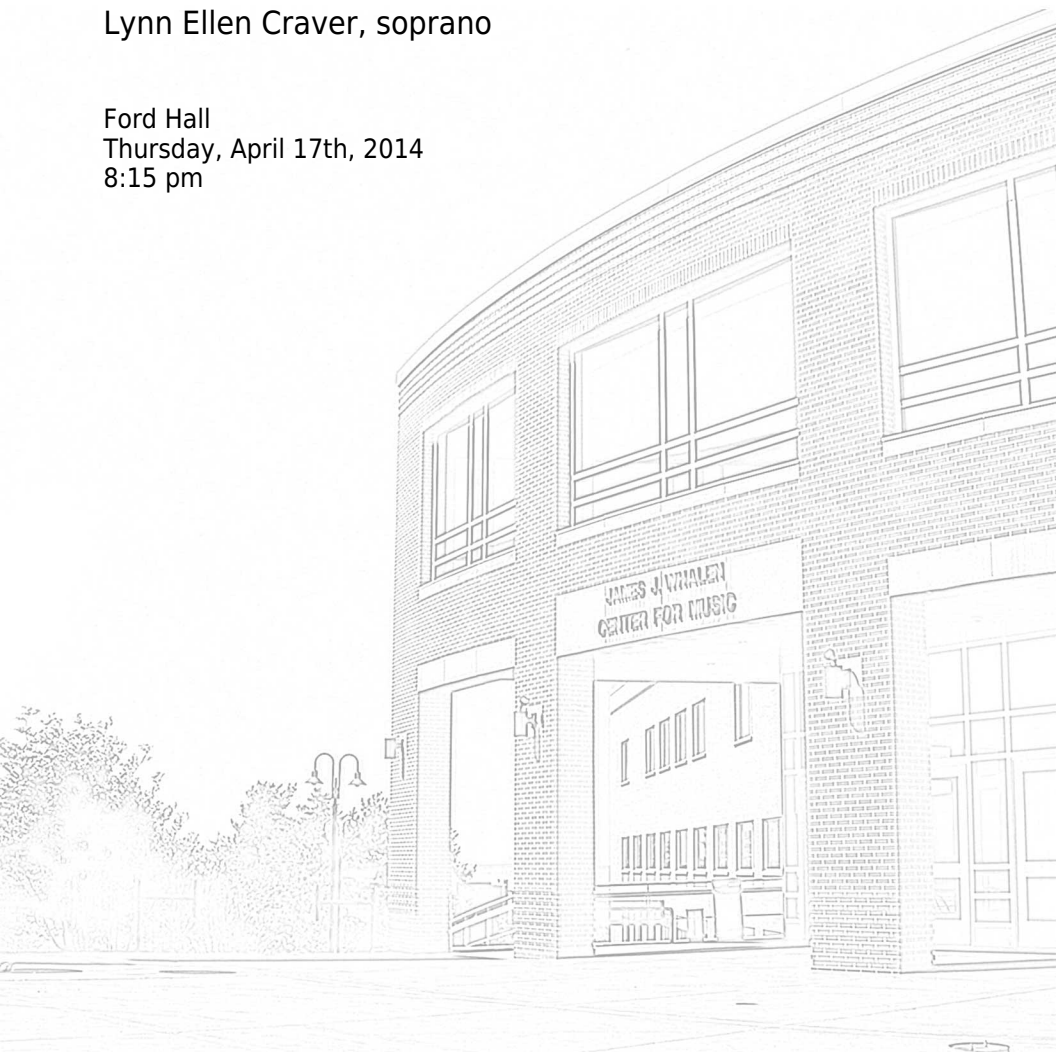 Lynn Ellen Craver, soprano
Ford Hall
Thursday, April 17th, 2014
8:15 pm
JAMES J. WHALEN
CENTER FOR MUSIC